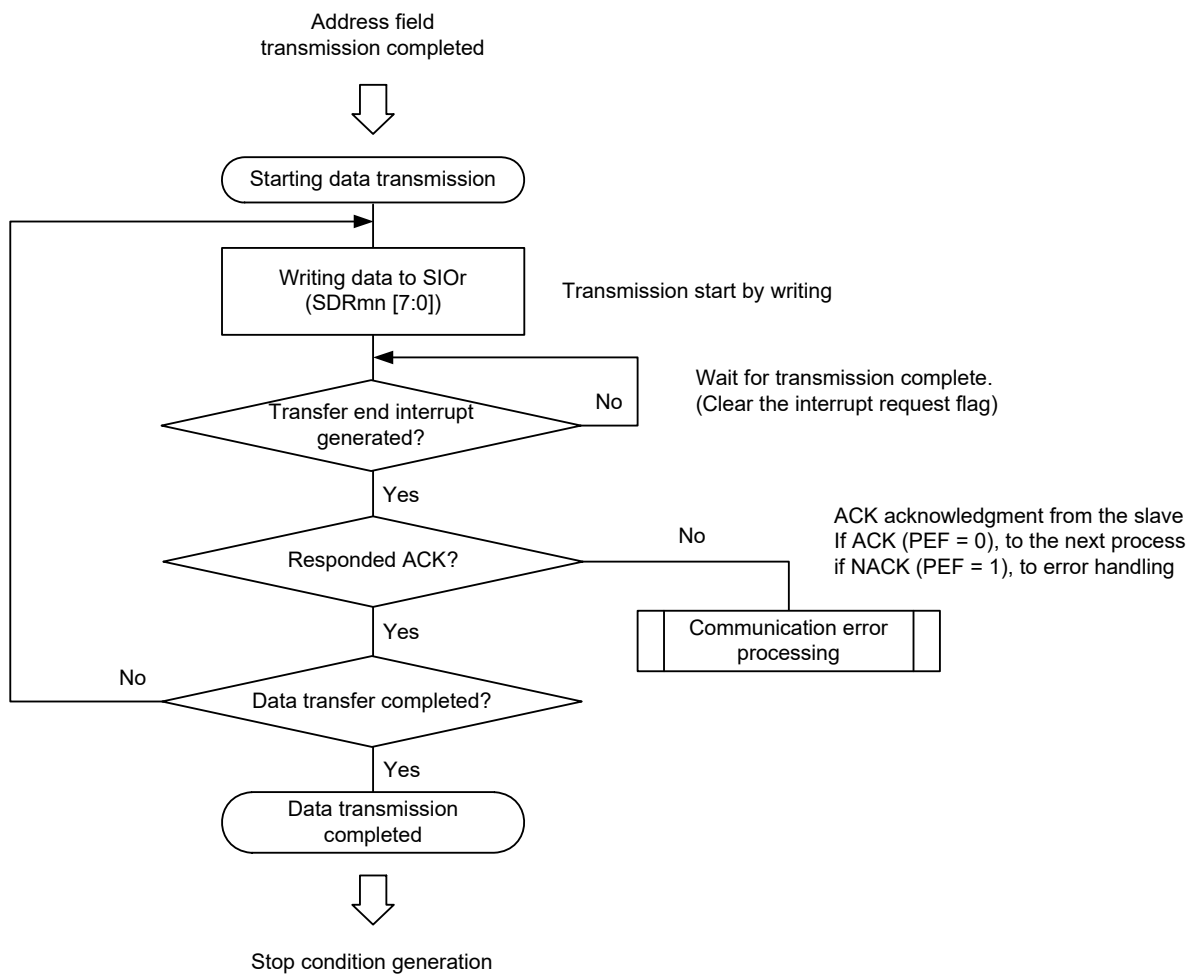 Address field
transmission completed
Starting data transmission
Writing data to SIOr
(SDRmn [7:0])
Transmission start by writing
Wait for transmission complete.
(Clear the interrupt request flag)
No
Transfer end interrupt
generated?
Yes
ACK acknowledgment from the slave
If ACK (PEF = 0), to the next process
if NACK (PEF = 1), to error handling
No
Responded ACK?
Communication error
processing
Yes
No
Data transfer completed?
Yes
Data transmission
completed
Stop condition generation